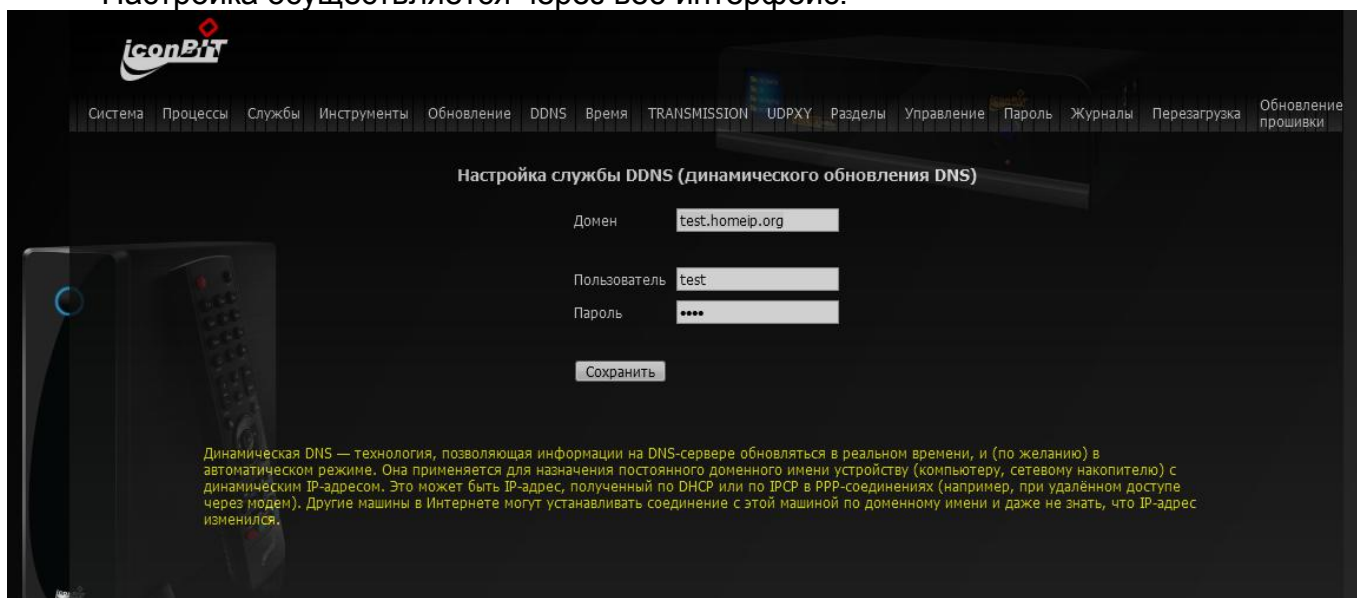 Настройка осуществляется через веб-интерфейс.
iconBIT
Система Процессы Службы Инструменты Обновление DDNS Время TRANSMISSION UDPXY Разделы Управление Пароль Журналы Перезагрузка Обновление прошивки
Настройка службы DDNS (динамического обновления DNS)
Домен test.homeip.org
Пользователь test
Пароль ••••
Сохранить
Динамическая DNS — технология, позволяющая информации на DNS-сервере обновляться в реальном времени, и (по желанию) в
автоматическом режиме. Она применяется для назначения постоянного доменного имени устройству (компьютеру, сетевому накопителю) с
динамическим IP-адресом. Это может быть IP-адрес, полученный по DHCP или по IPCP в PPP-соединениях (например, при удалённом доступе
через модем). Другие машины в Интернете могут устанавливать соединение с этой машиной по доменному имени и даже не знать, что IP-адрес
изменился.